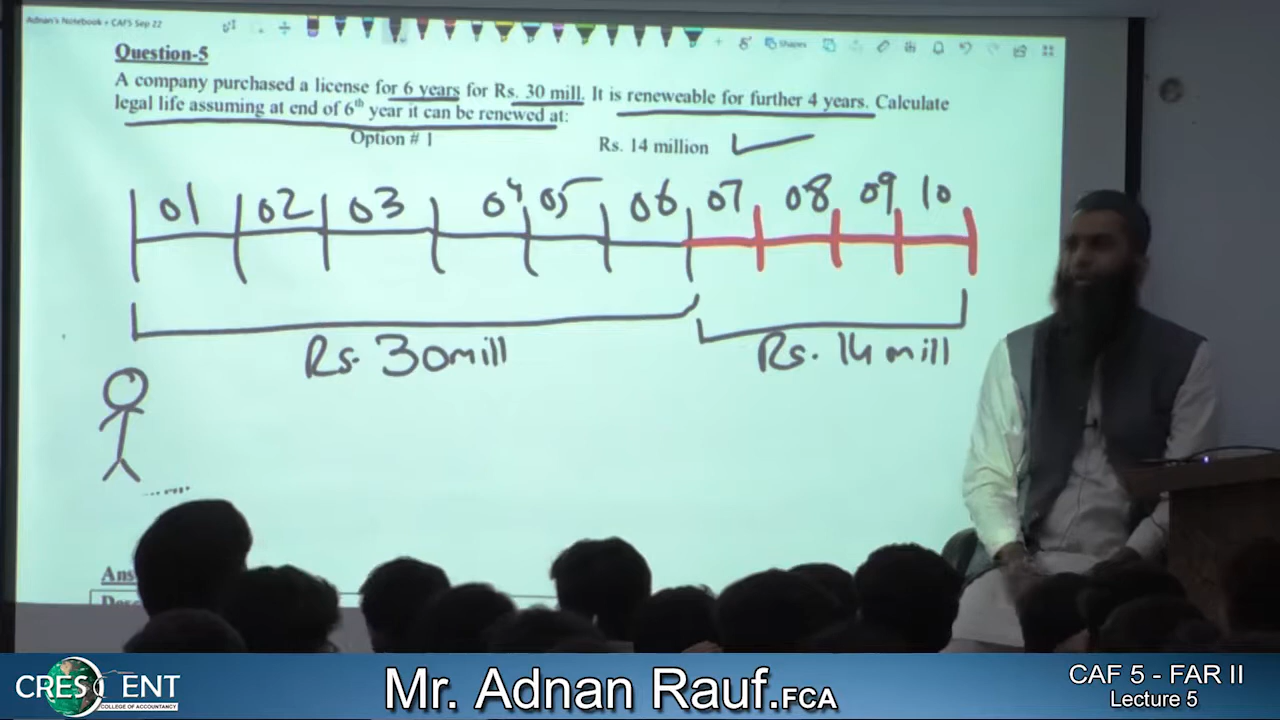 Adnan's Notebook • CAF5 Sep 22
Shapes
Question-5
A company purchased a license for 6 years for Rs. 30 mill. It is reneweable for further 4 years. Calculate
legal life assuming at end of 6th year it can be renewed at:
Option # 1 Rs. 14 million
01 02 03 04 05 06 07 08 09 10
Rs. 30 mill Rs. 14 mill
CRESCENT
COLLEGE OF ACCOUNTANCY
Mr. Adnan Rauf.FCA
CAF 5 - FAR II
Lecture 5